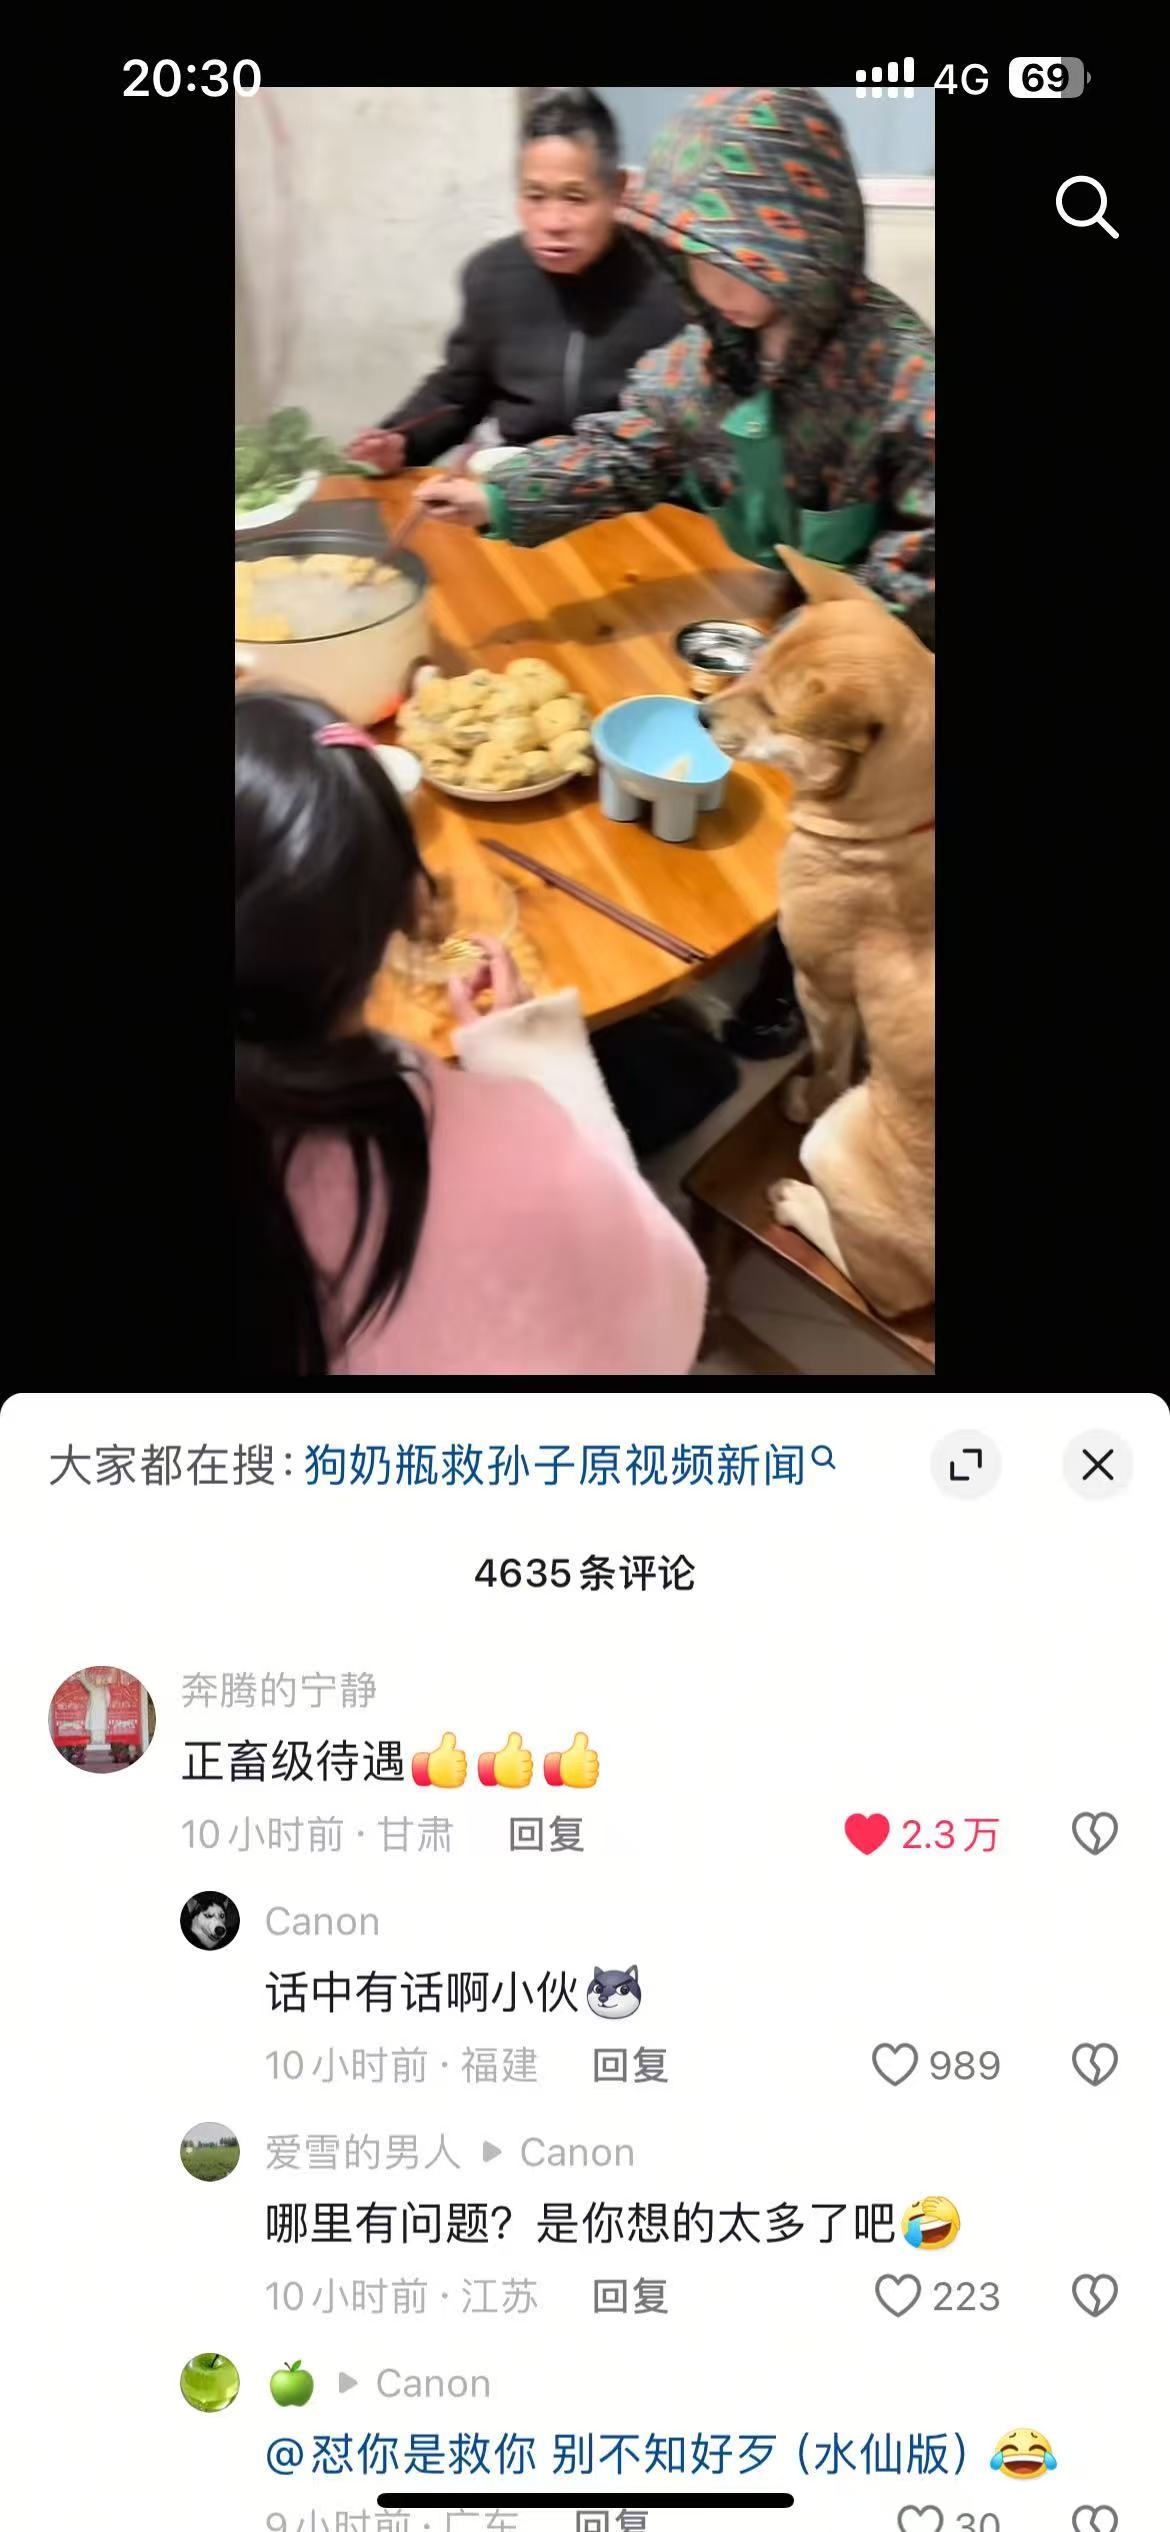 20:30
4G 69
大家都在搜：狗奶瓶救孙子原视频新闻
4635条评论
奔腾的宁静
正畜级待遇👍👍👍
10小时前 · 甘肃 回复 2.3万
Canon
话中有话啊小伙
10小时前 · 福建 回复 989
爱雪的男人 ▶ Canon
哪里有问题？是你想的太多了吧
10小时前 · 江苏 回复 223
🍏 ▶ Canon
@怼你是救你 别不知好歹（水仙版）😂
9小时前 · 广东 回复 30